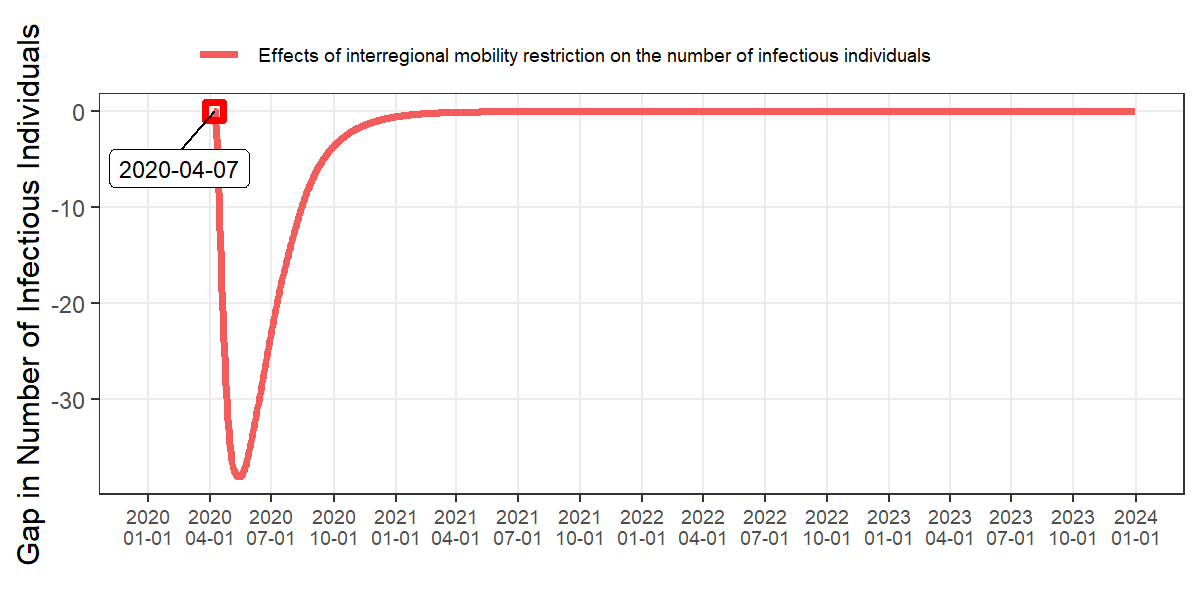 Effects of interregional mobility restriction on the number of infectious individuals
Gap in Number of Infectious Individuals
0
-10
-20
-30
2020-04-07
2020 2020 2020 2020 2021 2021 2021 2021 2022 2022 2022 2022 2023 2023 2023 2023 2024
01-01 04-01 07-01 10-01 01-01 04-01 07-01 10-01 01-01 04-01 07-01 10-01 01-01 04-01 07-01 10-01 01-01